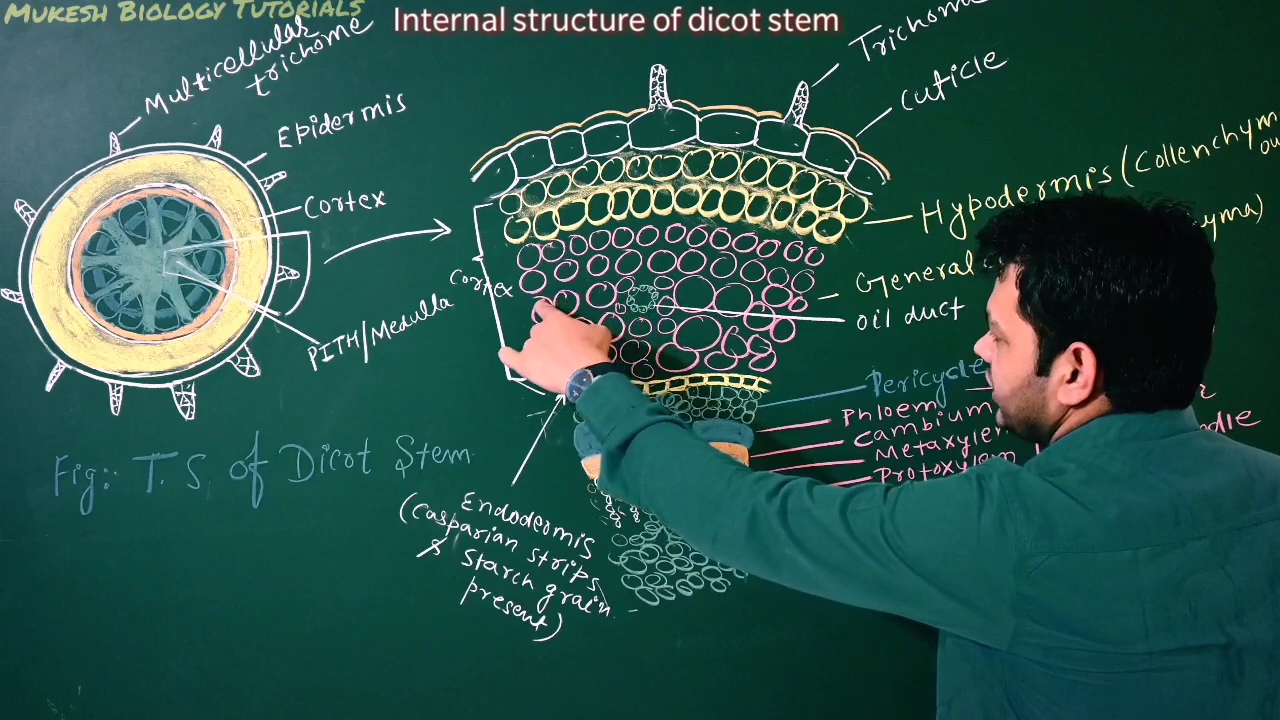 MUKESH BIOLOGY TUTORIALS
Internal structure of dicot stem
Multicellular
trichome
Epidermis
Cortex
PITH/Medulla
Fig:- T.S. of Dicot Stem
Trichome
Cuticle
Hypodermis (Collenchym
General
oil duct
Cortex
Pericycle
Phloem
Cambium
Metaxylem
Protoxylem
Endodermis
(Casparian strips
& Starch grain
present)